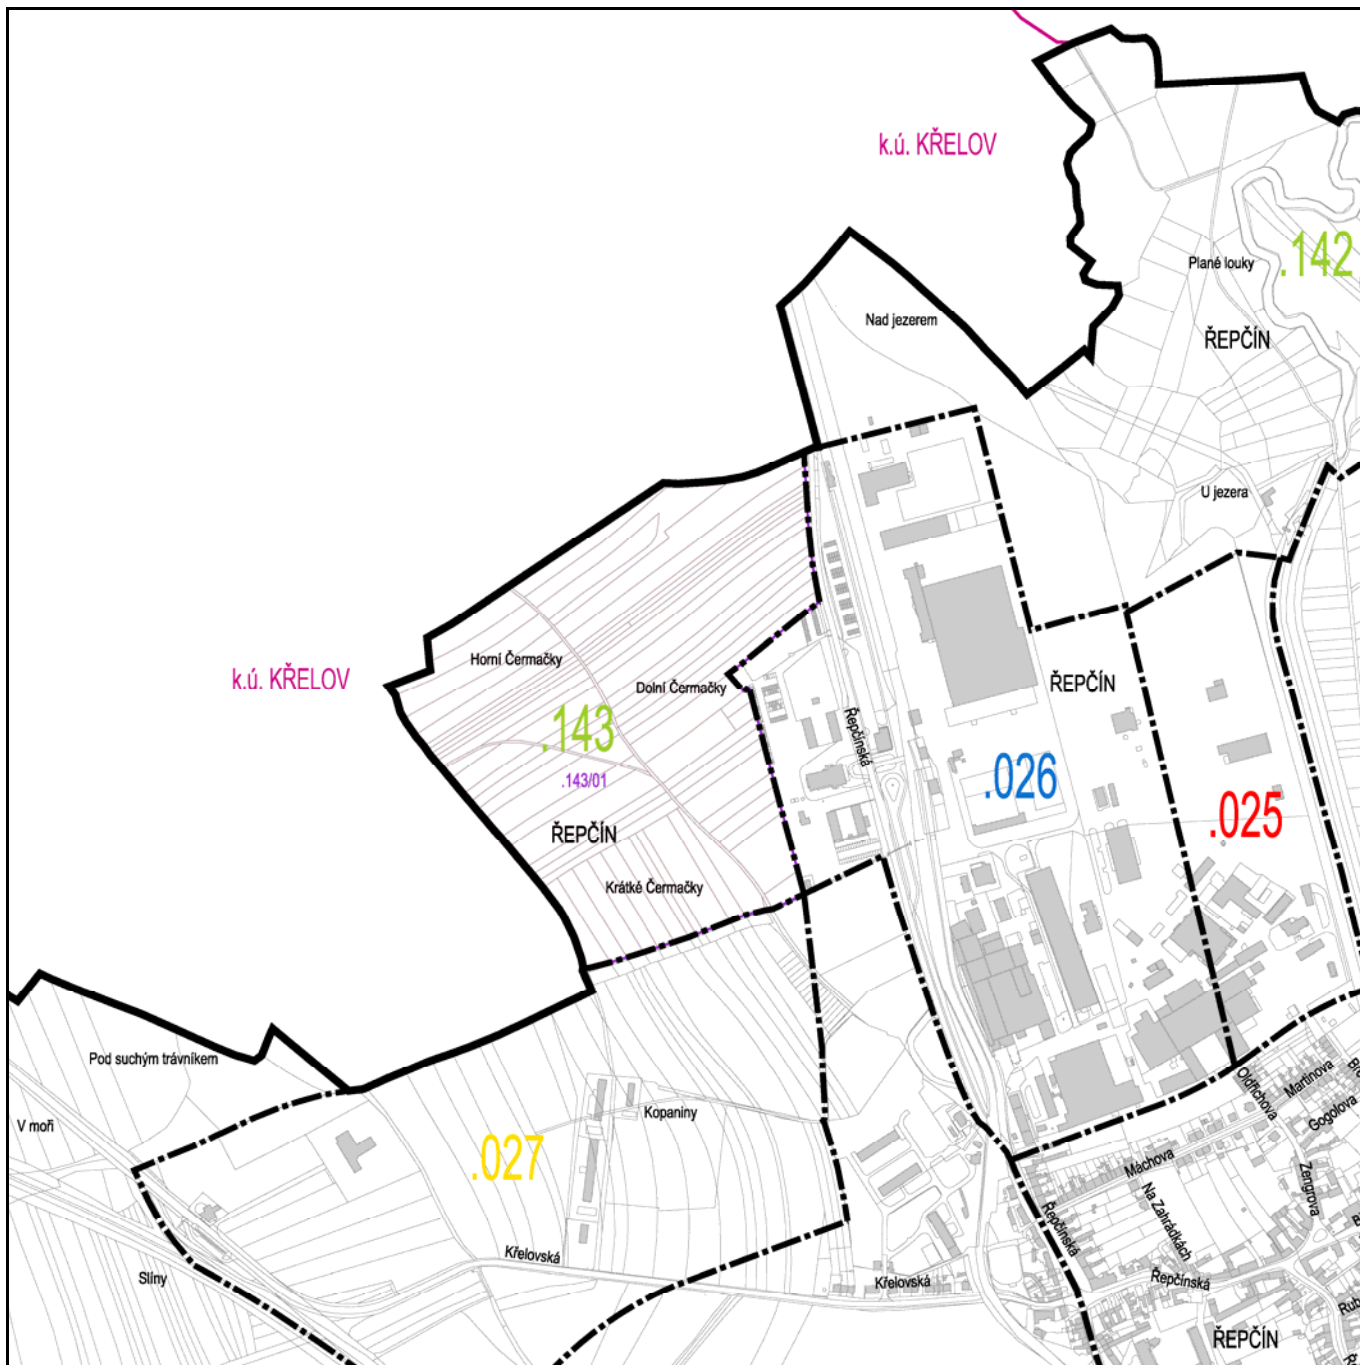 k.ú. KŘELOV
.142
Plané louky
Nad jezerem
ŘEPČÍN
U jezera
Horní Čermačky
k.ú. KŘELOV
Dolní Čermačky
ŘEPČÍN
.143
Řepčínská
.143/01
.026
.025
ŘEPČÍN
Krátké Čermačky
Pod suchým trávníkem
Oldřichova
Martinova
V moři
Kopaniny
Gogolova
.027
Máchova
Zengrova
Na Zahrádkách
Řepčínská
Křelovská
Slíny
Křelovská
Řepčínská
ŘEPČÍN